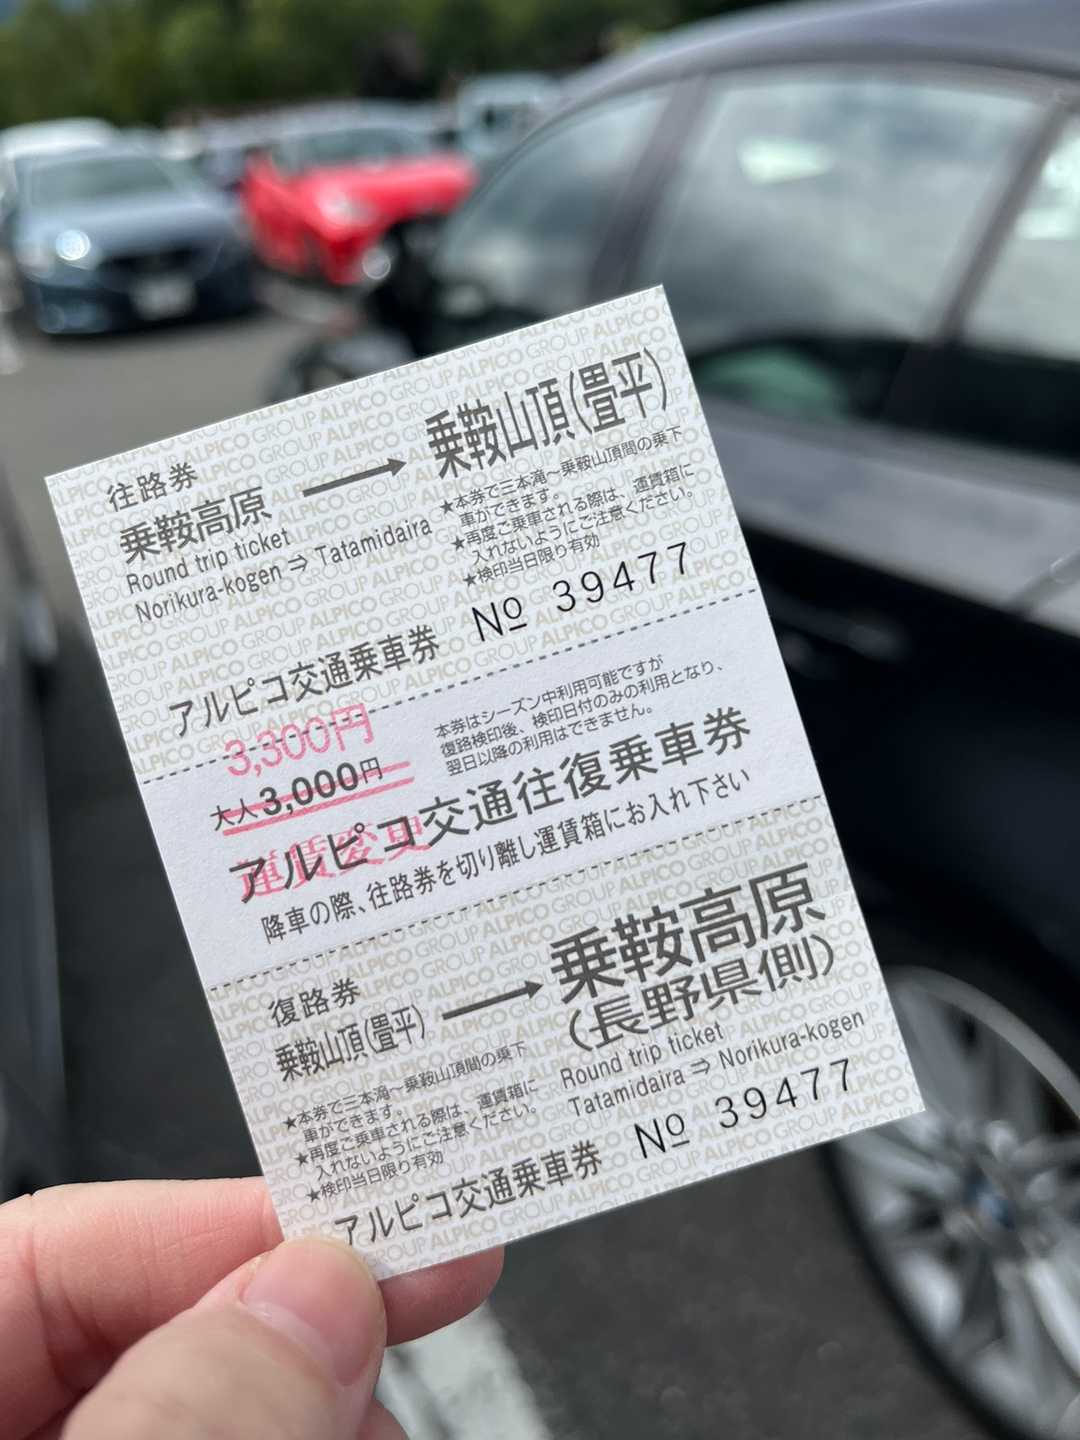 往路券
乗鞍高原 → 乗鞍山頂(畳平)
Round trip ticket
Norikura-kogen ⇒ Tatamidaira
★本券で三本滝～乗鞍山頂間の乗下
車ができます。
★再度ご乗車される際は、運賃箱に
入れないようにご注意ください。
★検印当日限り有効
アルピコ交通乗車券 № 39477
3,300円
大人3,000円
運賃変更
本券はシーズン中利用可能ですが
復路検印後、検印日付のみの利用となり、
翌日以降の利用はできません。
アルピコ交通往復乗車券
降車の際、往路券を切り離し運賃箱にお入れ下さい
復路券
乗鞍山頂(畳平) → 乗鞍高原
(長野県側)
★本券で三本滝～乗鞍山頂間の乗下
車ができます。
★再度ご乗車される際は、運賃箱に
入れないようにご注意ください。
★検印当日限り有効
Round trip ticket
Tatamidaira ⇒ Norikura-kogen
アルピコ交通乗車券 № 39477
ALPICO GROUP